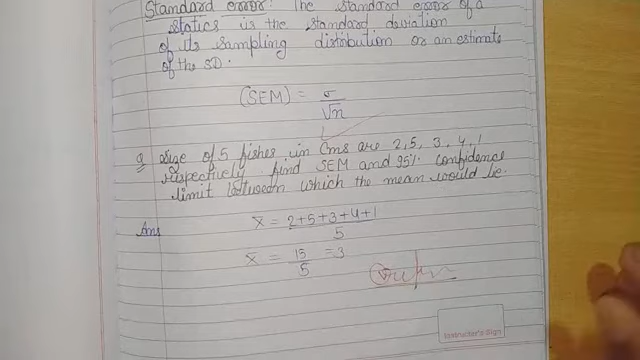 Standard error: The standard error of a
statics is the standard deviation
of its sampling distribution or an estimate
of the SD.
(SEM) = σ
√n
Q size of 5 fishes in cms are 2, 5, 3, 4, 1
respectively find SEM and 95% confidence
limit between which the mean would be.
Ans x̄ = 2+5+3+4+1
5
x̄ = 15 = 3
5
Instructor's Sign